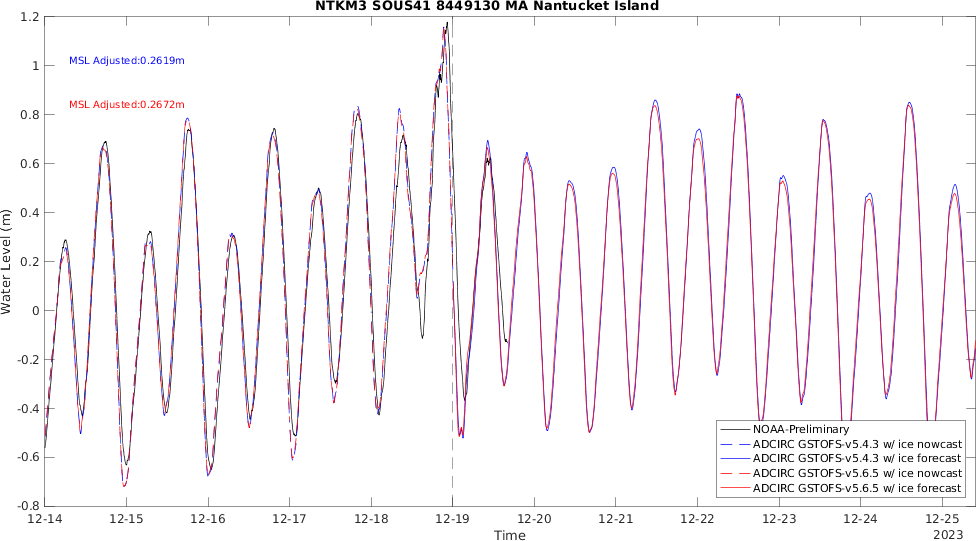 NTKM3 SOUS41 8449130 MA Nantucket Island
1.2
1
0.8
0.6
0.4
0.2
0
-0.2
-0.4
-0.6
-0.8
Water Level (m)
MSL Adjusted:0.2619m
MSL Adjusted:0.2672m
NOAA-Preliminary
ADCIRC GSTOFS-v5.4.3 w/ ice nowcast
ADCIRC GSTOFS-v5.4.3 w/ ice forecast
ADCIRC GSTOFS-v5.6.5 w/ ice nowcast
ADCIRC GSTOFS-v5.6.5 w/ ice forecast
12-14 12-15 12-16 12-17 12-18 12-19 12-20 12-21 12-22 12-23 12-24 12-25
Time
2023